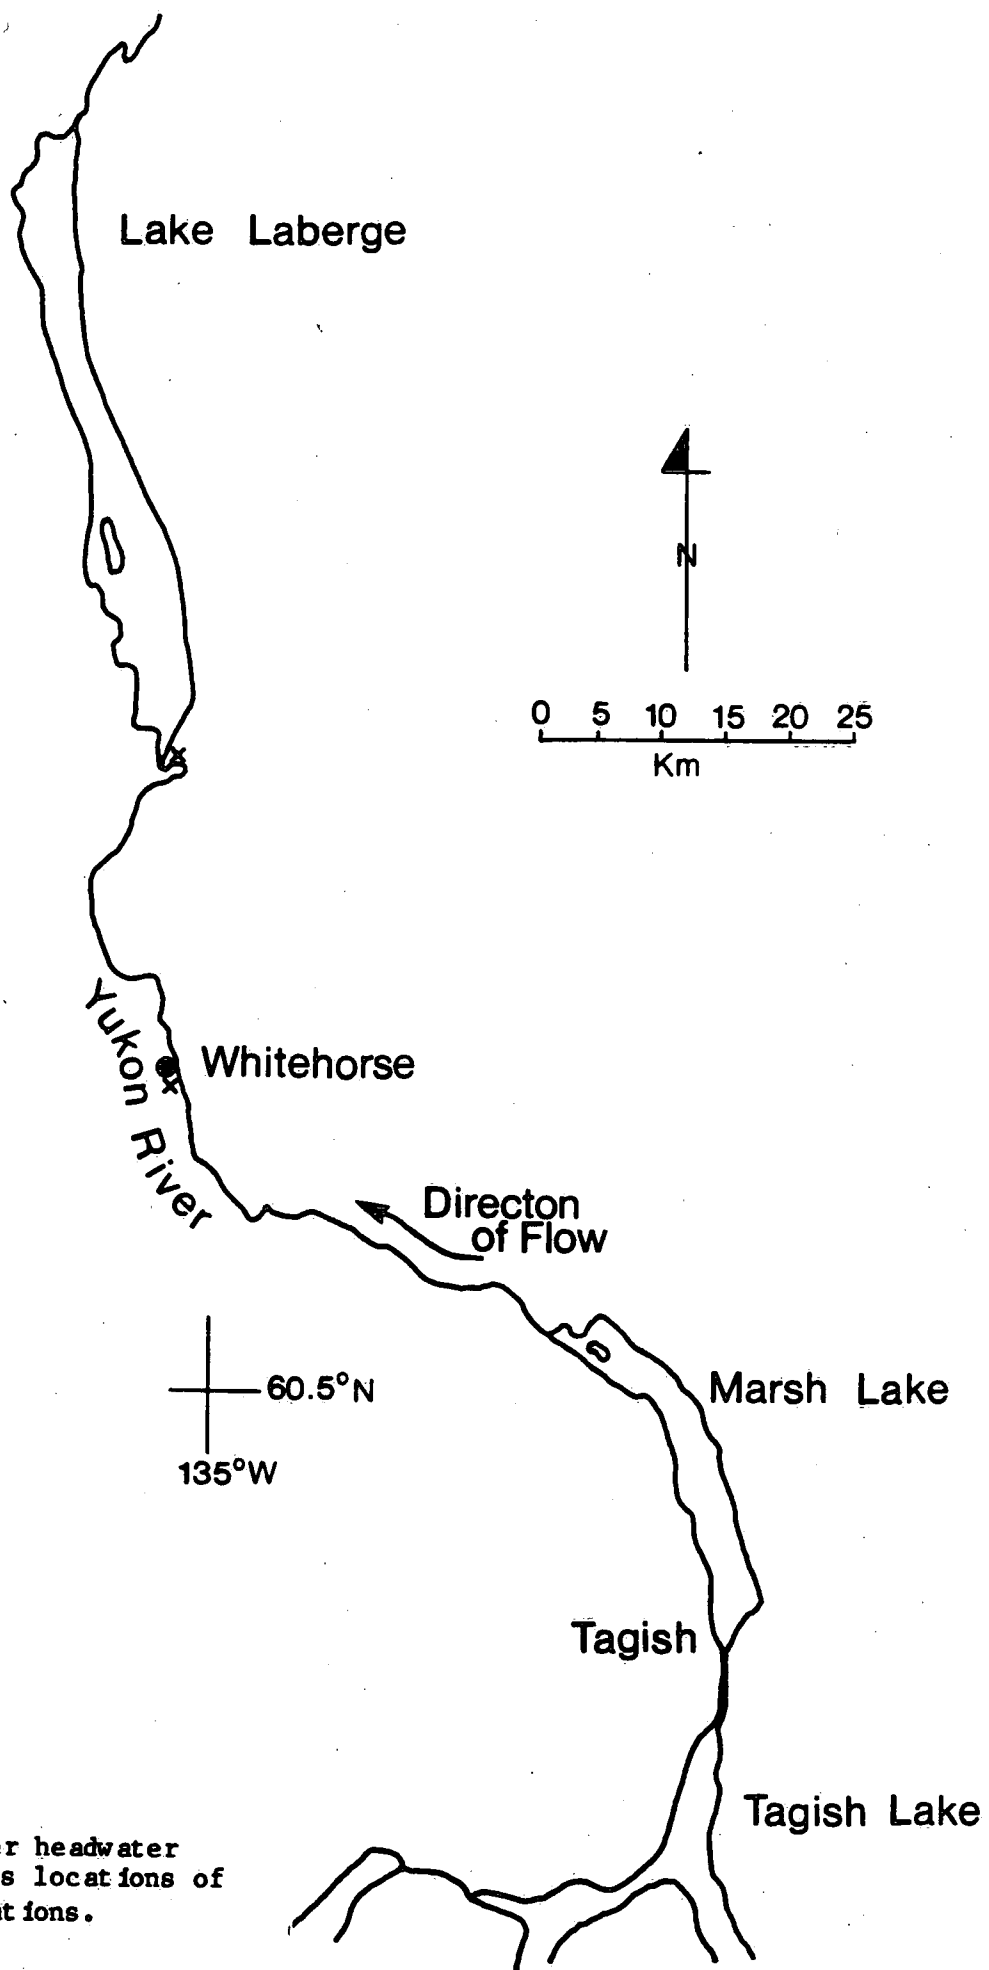 Lake Laberge
N
0 5 10 15 20 25
Km
Yukon River
Whitehorse
Directon
of Flow
60.5°N
135°W
Marsh Lake
Tagish
Tagish Lake
headwater
locations of